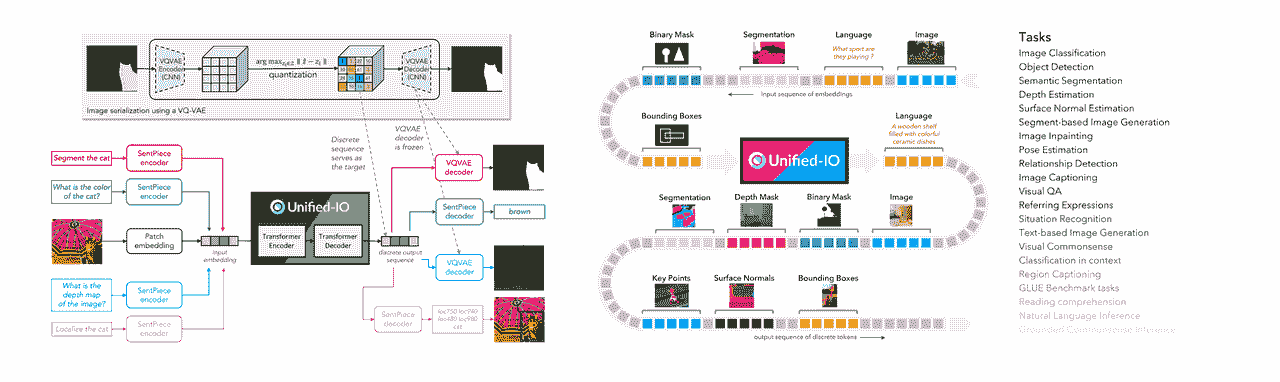 VQVAE
Encoder
(CNN)
arg max
quantization
VQVAE
Decoder
(CNN)
Image serialization using a VQ-VAE
Discrete
sequence
serves as
the target
VQVAE
decoder
is frozen
Segment the cat
SentPiece
encoder
What is the color
of the cat?
SentPiece
encoder
Patch
embedding
input
embedding
Unified-IO
Transformer
Encoder
Transformer
Decoder
discrete output
sequence
VQVAE
decoder
SentPiece
decoder
brown
VQVAE
decoder
What is the
depth map
of the image?
SentPiece
encoder
Localize the cat
SentPiece
encoder
SentPiece
decoder
loc750 loc940
loc480 loc980
cat
Binary Mask
Segmentation
Language
Image
What sport are
they playing ?
Input sequence of embeddings
Bounding Boxes
Unified-IO
Language
A wooden shelf
filled with colorful
ceramic dishes
Segmentation
Depth Mask
Binary Mask
Image
Key Points
Surface Normals
Bounding Boxes
output sequence of discrete tokens
Tasks
Image Classification
Object Detection
Semantic Segmentation
Depth Estimation
Surface Normal Estimation
Segment-based Image Generation
Image Inpainting
Pose Estimation
Relationship Detection
Image Captioning
Visual QA
Referring Expressions
Situation Recognition
Text-based Image Generation
Visual Commonsense
Classification in context
Region Captioning
GLUE Benchmark tasks
Reading comprehension
Natural Language Inference
Grounded Commonsense Inference